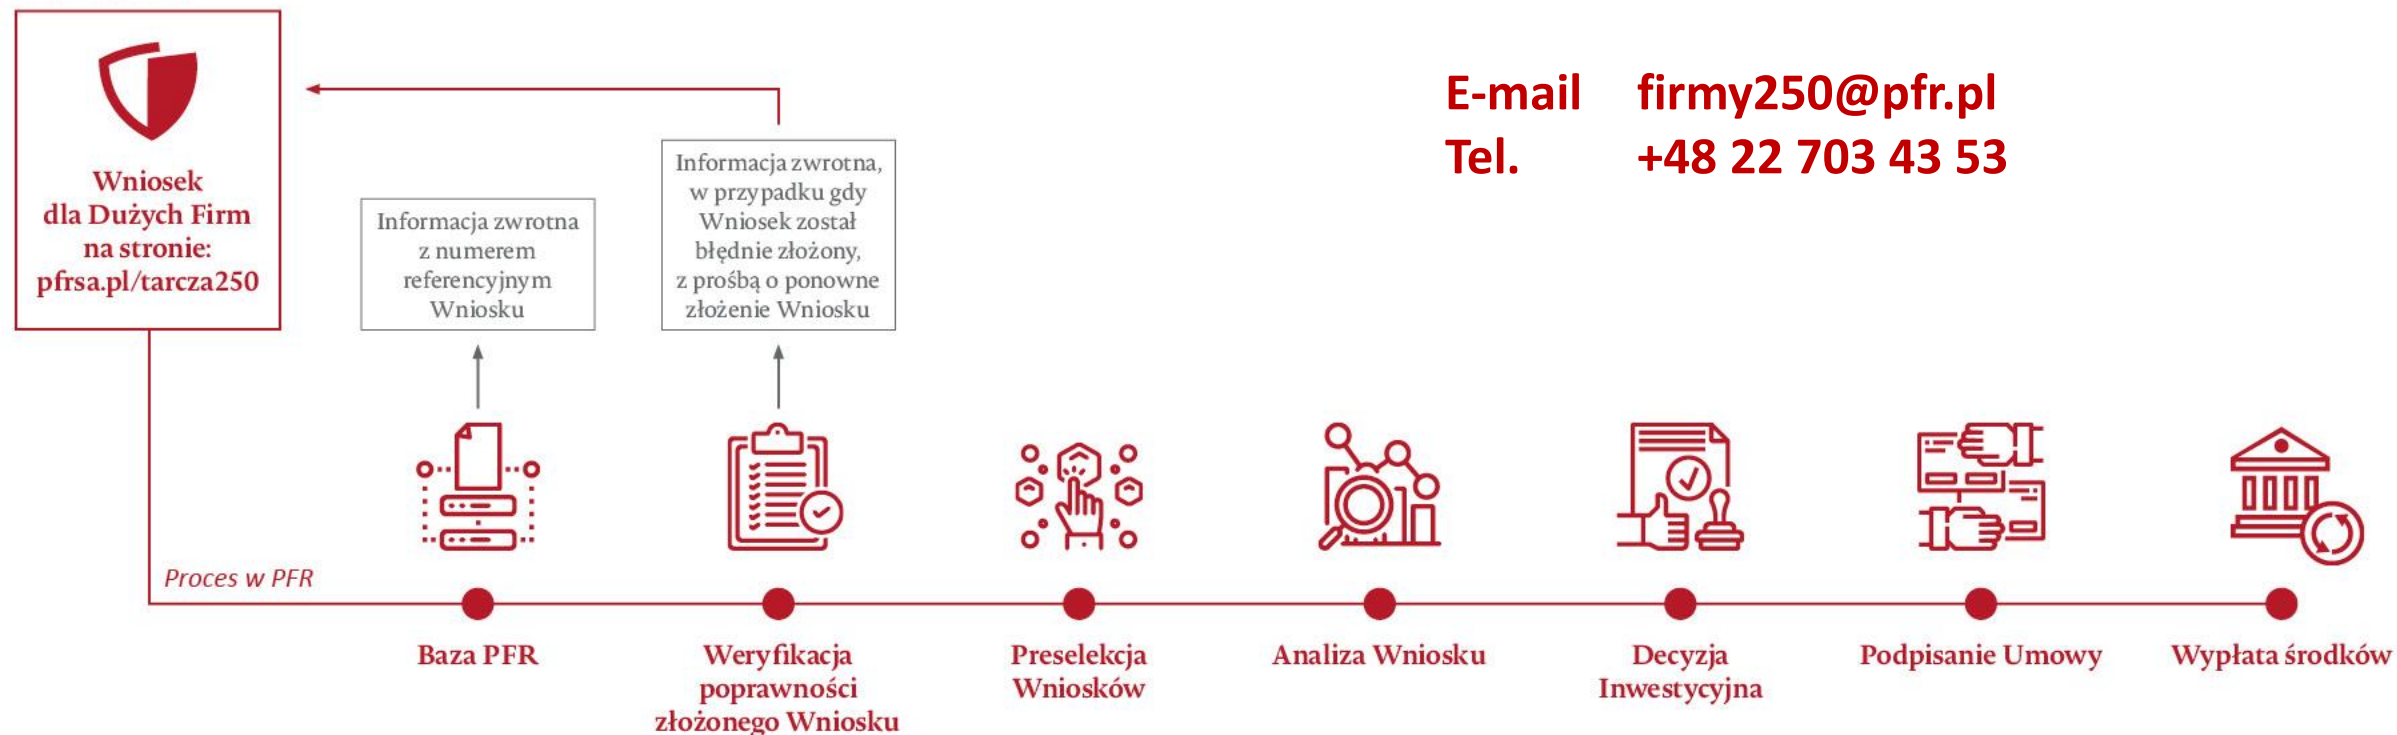 Wniosek
dla Dużych Firm
na stronie:
pfrsa.pl/tarcza250
Informacja zwrotna
z numerem
referencyjnym
Wniosku
Informacja zwrotna,
w przypadku gdy
Wniosek został
błędnie złożony,
z prośbą o ponowne
złożenie Wniosku
E-mail firmy250@pfr.pl
Tel. +48 22 703 43 53
Proces w PFR
Baza PFR
Weryfikacja
poprawności
złożonego Wniosku
Preselekcja
Wniosków
Analiza Wniosku
Decyzja
Inwestycyjna
Podpisanie Umowy
Wypłata środków